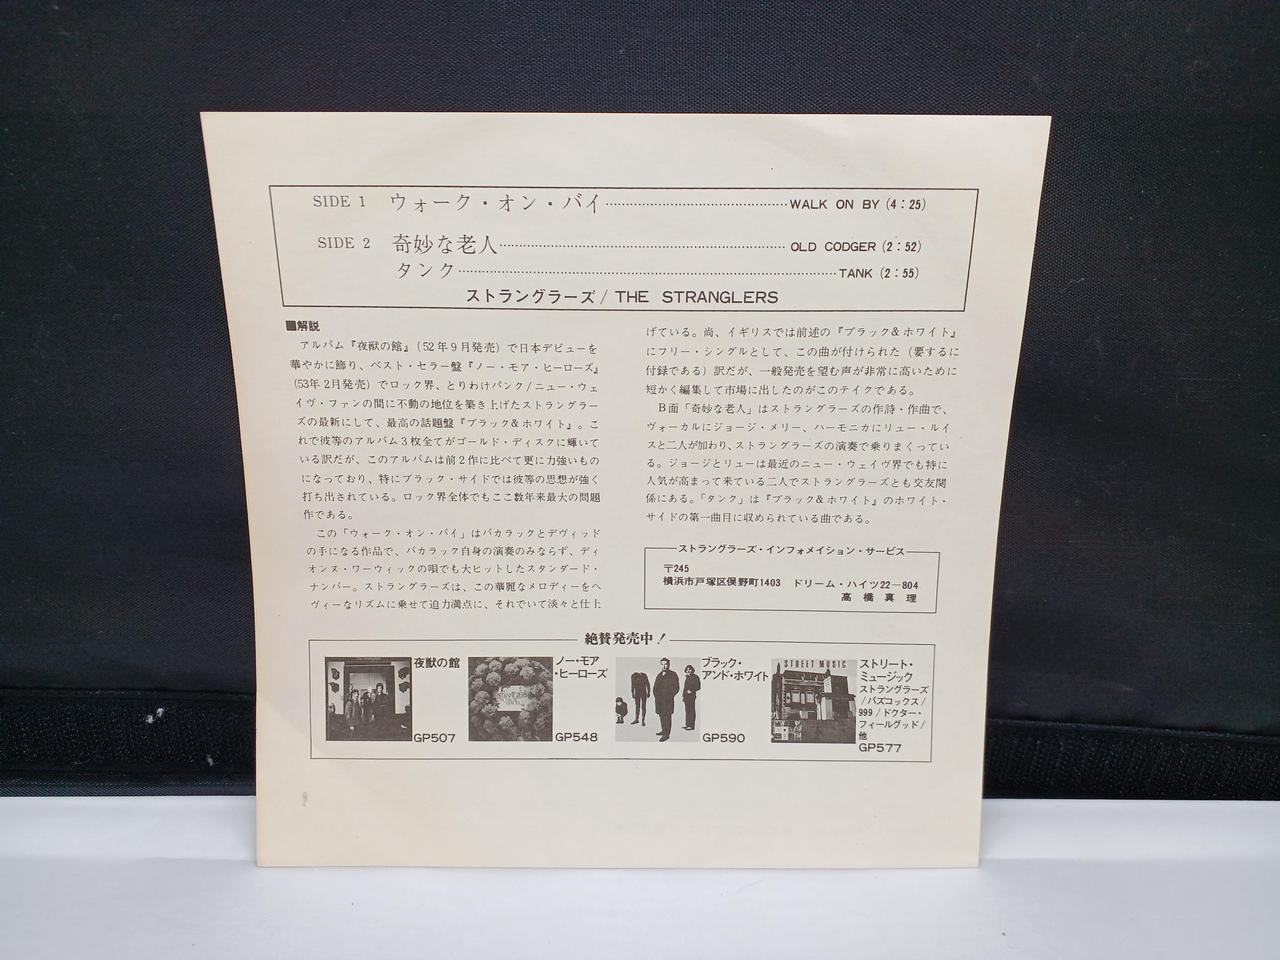 SIDE 1 ウォーク・オン・バイ WALK ON BY (4:25)
SIDE 2 奇妙な老人 OLD CODGER (2:52)
タンク TANK (2:55)
ストラングラーズ / THE STRANGLERS
■解説
アルバム『夜獣の館』(52年9月発売)で日本デビューを
華やかに飾り、ベスト・セラー盤『ノー・モア・ヒーローズ』
(53年2月発売)でロック界、とりわけパンク/ニュー・ウェ
イヴ・ファンの間に不動の地位を築き上げたストラングラー
ズの最新にして、最高の話題盤『ブラック&ホワイト』。こ
れで彼等のアルバム3枚全てがゴールド・ディスクに輝いて
いる訳だが、このアルバムは前2作に比べて更に力強いもの
になっており、特にブラック・サイドでは彼等の思想が強く
打ち出されている。ロック界全体でもここ数年来最大の問題
作である。
この「ウォーク・オン・バイ」はバカラックとデヴィッド
の手になる作品で、バカラック自身の演奏のみならず、ディ
オンヌ・ワーウィックの唄でも大ヒットしたスタンダード・
ナンバー。ストラングラーズは、この華麗なメロディーをヘ
ヴィーなリズムに乗せて迫力満点に、それでいて淡々と仕上
げている。尚、イギリスでは前述の『ブラック&ホワイト』
にフリー・シングルとして、この曲が付けられた(要するに
付録である)訳だが、一般発売を望む声が非常に高いために
短かく編集して市場に出したのがこのテイクである。
B面「奇妙な老人」はストラングラーズの作詩・作曲で、
ヴォーカルにジョージ・メリー、ハーモニカにリュー・ルイ
スと二人が加わり、ストラングラーズの演奏で乗りまくってい
る。ジョージとリューは最近のニュー・ウェイヴ界でも特に
人気が高まって来ている二人でストラングラーズとも交友関
係にある。「タンク」は『ブラック&ホワイト』のホワイト・
サイドの第一曲目に収められている曲である。
ストラングラーズ・インフォメイション・サービス
〒245
横浜市戸塚区俣野町1403 ドリーム・ハイツ22―804
高橋真理
絶賛発売中!
夜獣の館
GP507
ノー・モア
・ヒーローズ
GP548
ブラック・
アンド・ホワイト
GP590
STREET MUSIC
ストリート・
ミュージック
ストラングラーズ
/バズコックス/
999/ドクター・
フィールグッド/
他
GP577